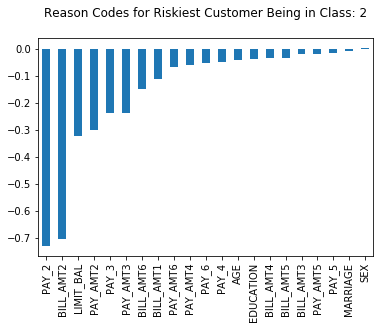 Reason Codes for Riskiest Customer Being in Class: 2
0.0
−0.1
−0.2
−0.3
−0.4
−0.5
−0.6
−0.7
PAY_2
BILL_AMT2
LIMIT_BAL
PAY_AMT2
PAY_3
PAY_AMT3
BILL_AMT6
BILL_AMT1
PAY_AMT6
PAY_AMT4
PAY_6
PAY_4
AGE
EDUCATION
BILL_AMT4
BILL_AMT5
BILL_AMT3
PAY_AMT5
PAY_5
MARRIAGE
SEX